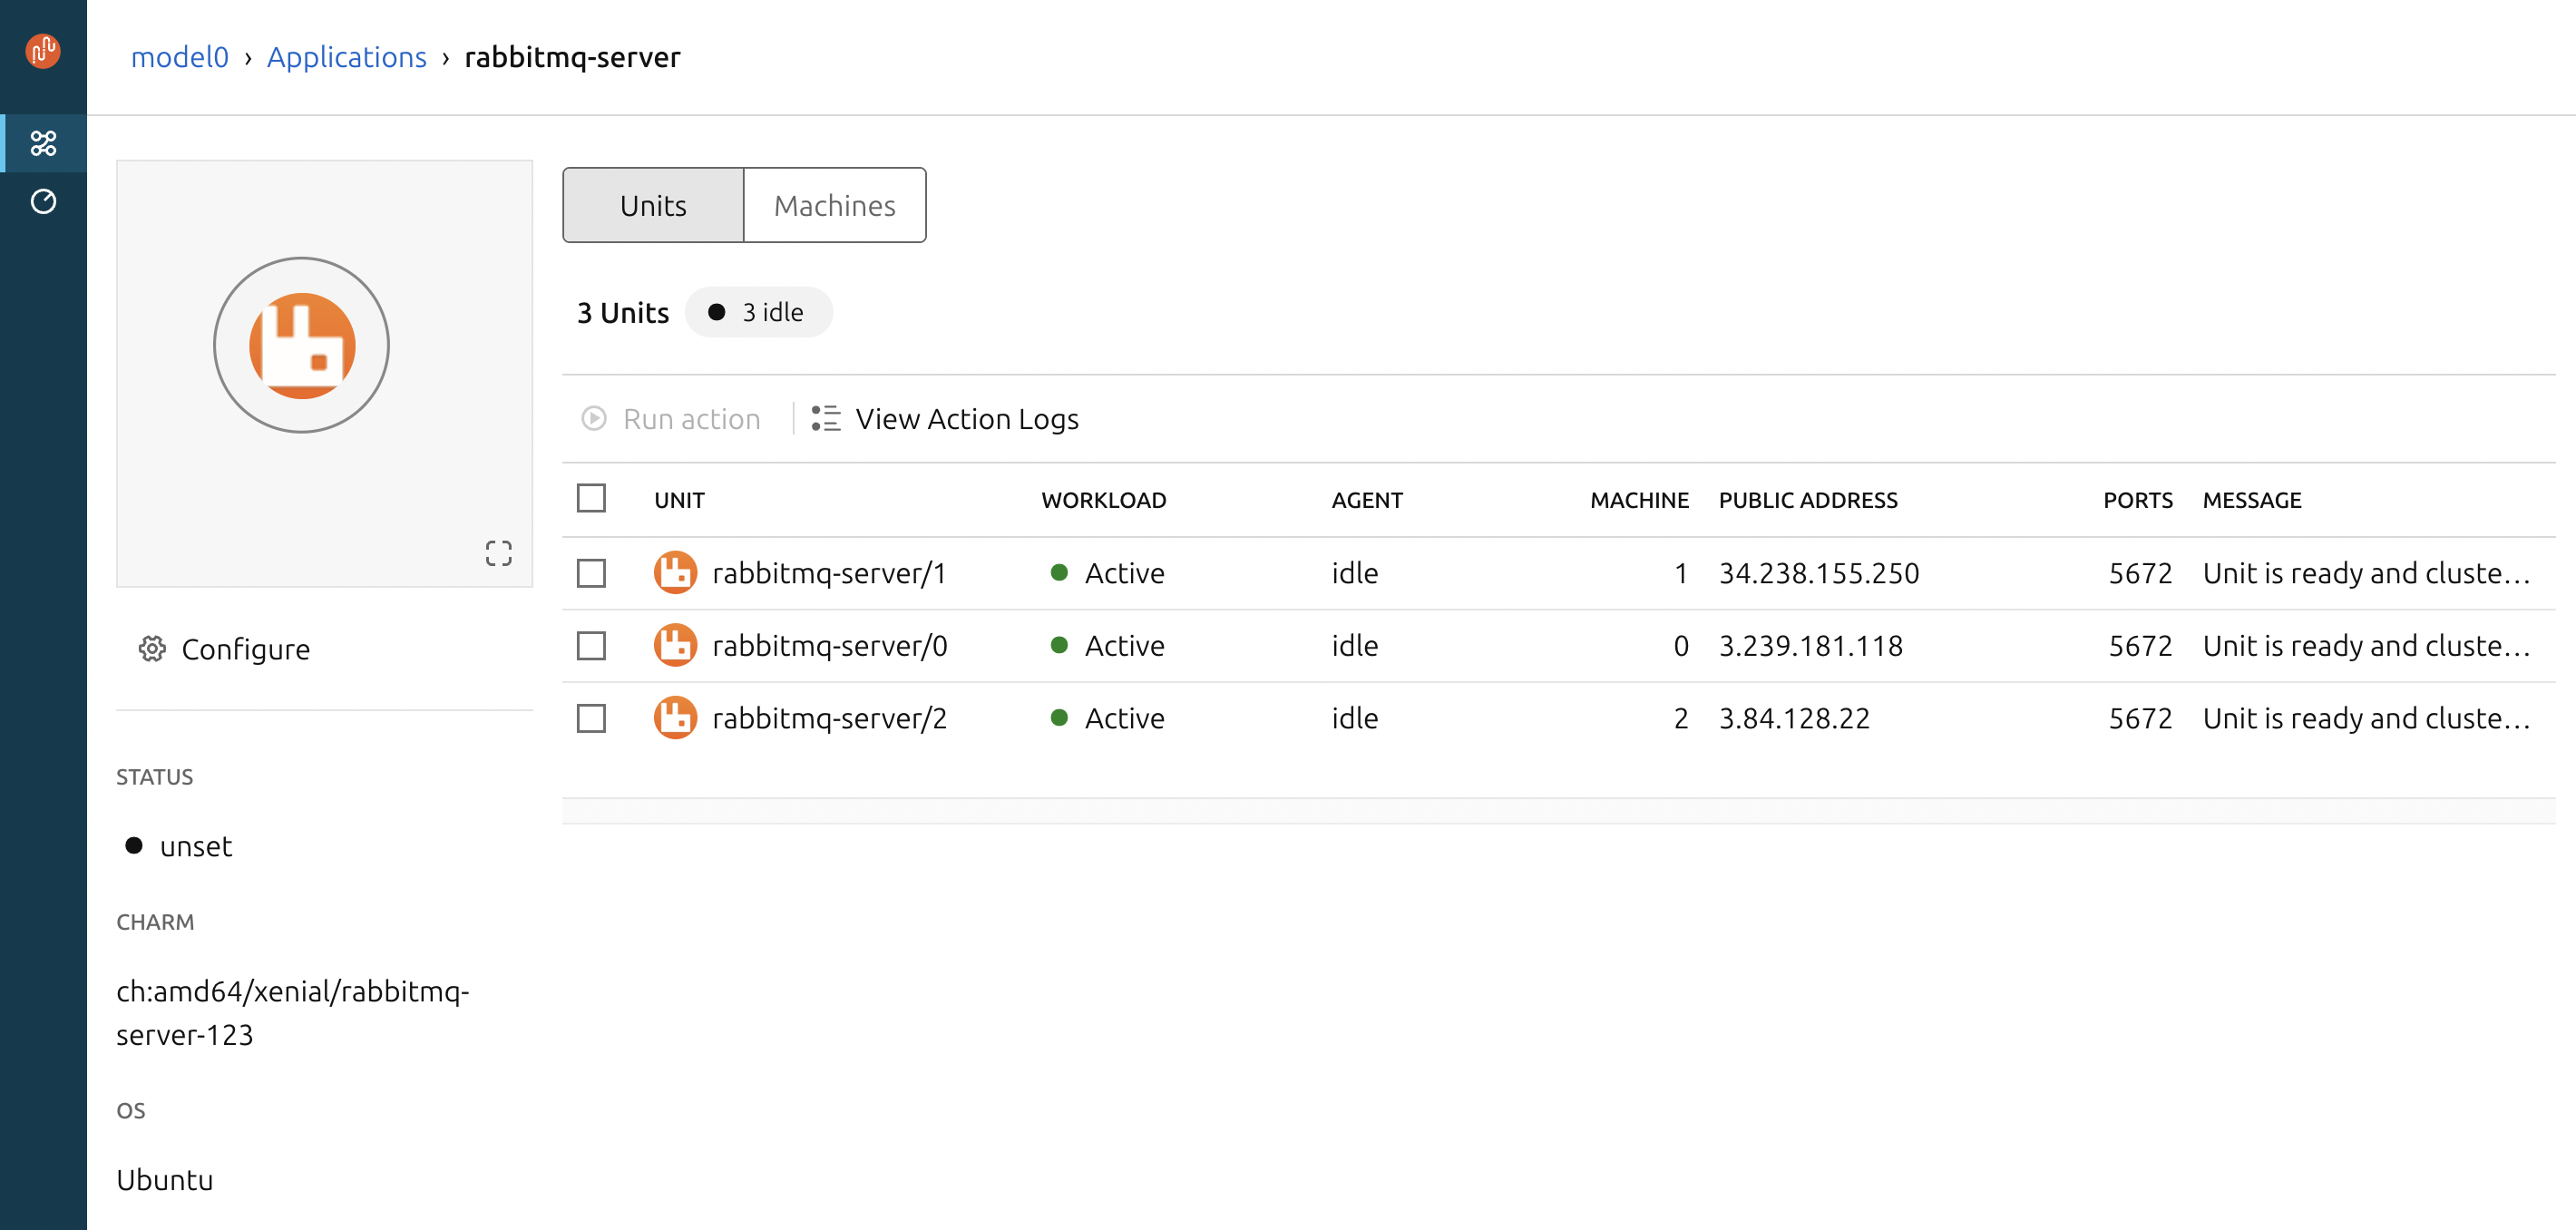 model0 › Applications › rabbitmq-server
Units Machines
3 Units 3 idle
Run action View Action Logs
UNIT WORKLOAD AGENT MACHINE PUBLIC ADDRESS PORTS MESSAGE
rabbitmq-server/1 Active idle 1 34.238.155.250 5672 Unit is ready and cluste...
rabbitmq-server/0 Active idle 0 3.239.181.118 5672 Unit is ready and cluste...
rabbitmq-server/2 Active idle 2 3.84.128.22 5672 Unit is ready and cluste...
Configure
STATUS
unset
CHARM
ch:amd64/xenial/rabbitmq-
server-123
OS
Ubuntu